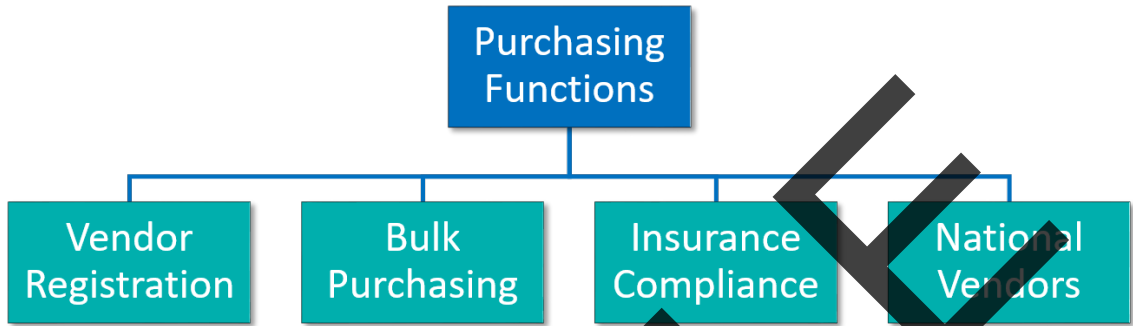 Purchasing
Functions
Vendor
Registration
Bulk
Purchasing
Insurance
Compliance
National
Vendors